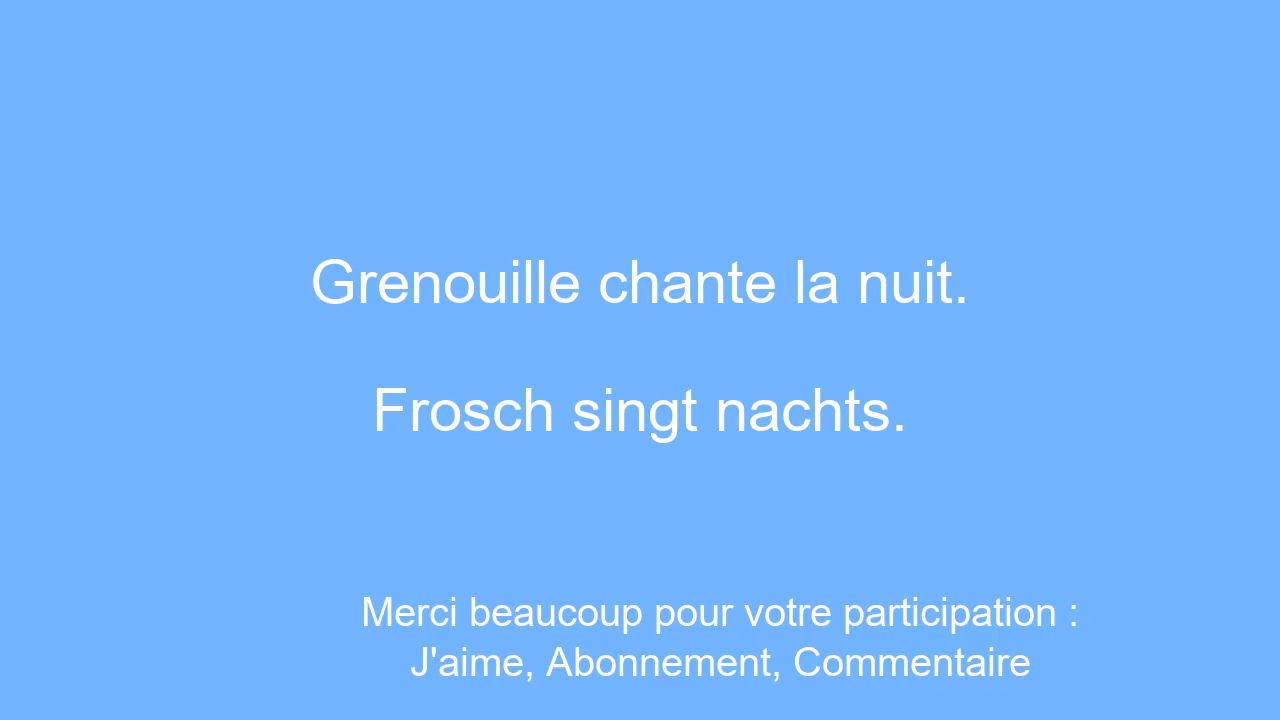 Grenouille chante la nuit.
Frosch singt nachts.
Merci beaucoup pour votre participation :
J'aime, Abonnement, Commentaire